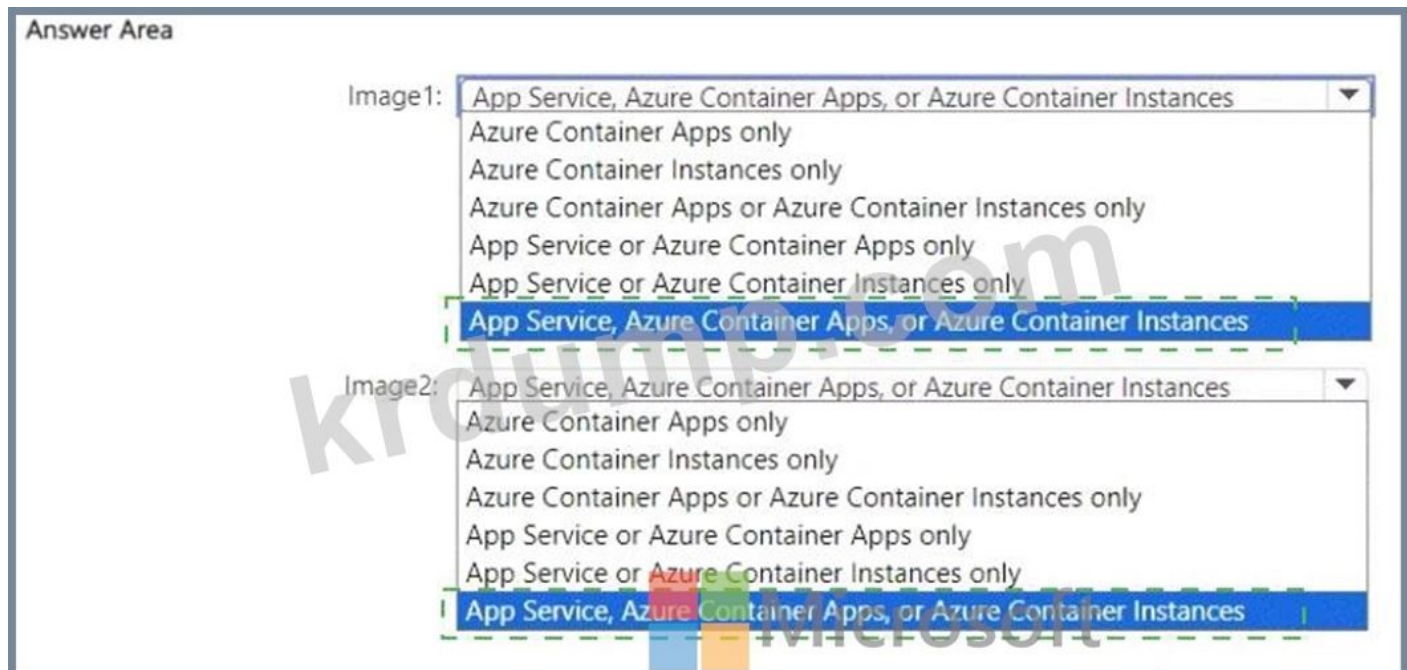 Answer Area
Image1: App Service, Azure Container Apps, or Azure Container Instances
Azure Container Apps only
Azure Container Instances only
Azure Container Apps or Azure Container Instances only
App Service or Azure Container Apps only
App Service or Azure Container Instances only
App Service, Azure Container Apps, or Azure Container Instances
Image2: App Service, Azure Container Apps, or Azure Container Instances
Azure Container Apps only
Azure Container Instances only
Azure Container Apps or Azure Container Instances only
App Service or Azure Container Apps only
App Service or Azure Container Instances only
App Service, Azure Container Apps, or Azure Container Instances
krdump.com
Microsoft